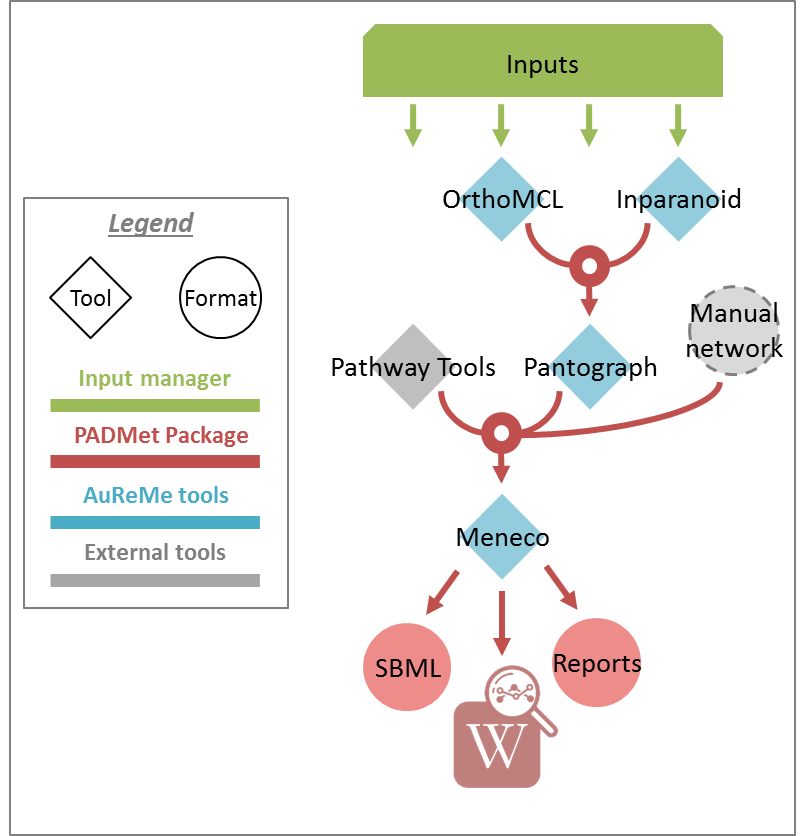 Inputs
OrthoMCL
Inparanoid
Legend
Tool
Format
Manual
network
Pathway Tools
Pantograph
Input manager
PADMet Package
AuReMe tools
External tools
Meneco
SBML
Reports
W